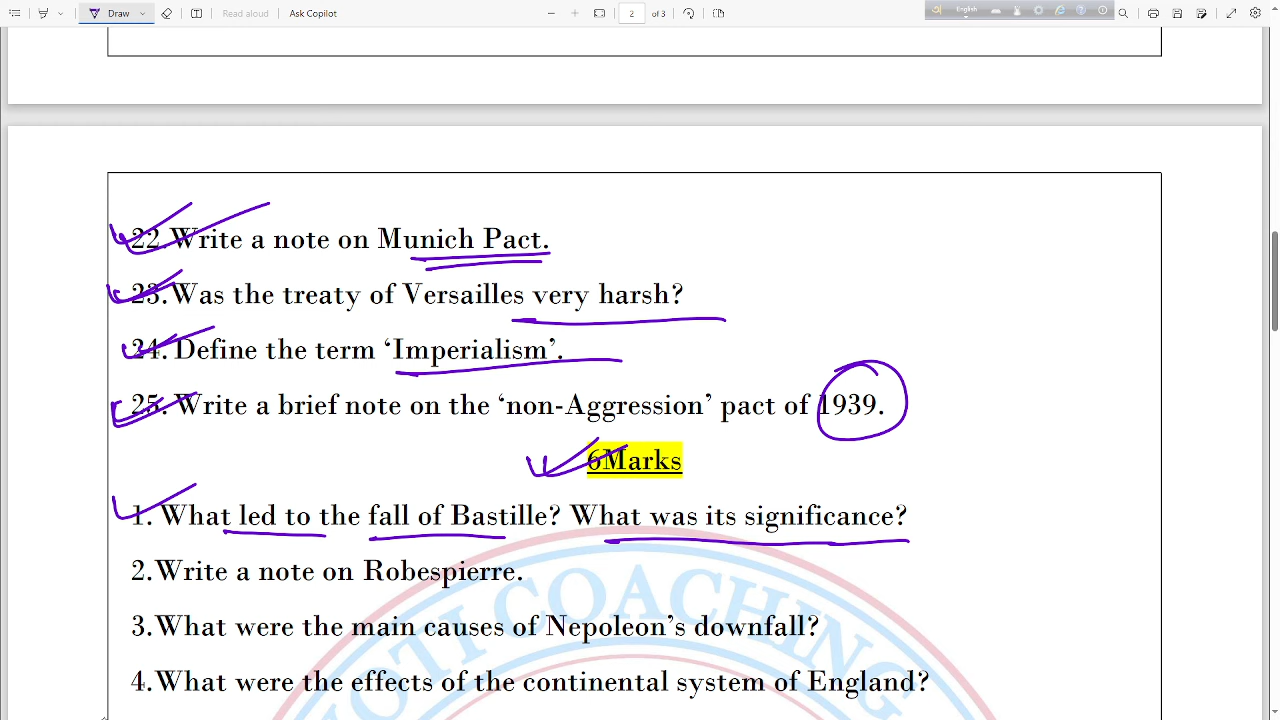 Draw
Read aloud
Ask Copilot
2 of 3
English
22.Write a note on Munich Pact.
23.Was the treaty of Versailles very harsh?
24. Define the term ‘Imperialism’.
25. Write a brief note on the ‘non-Aggression’ pact of 1939.
6Marks
1. What led to the fall of Bastille? What was its significance?
2.Write a note on Robespierre.
3.What were the main causes of Nepoleon’s downfall?
4.What were the effects of the continental system of England?
OTI COACHING